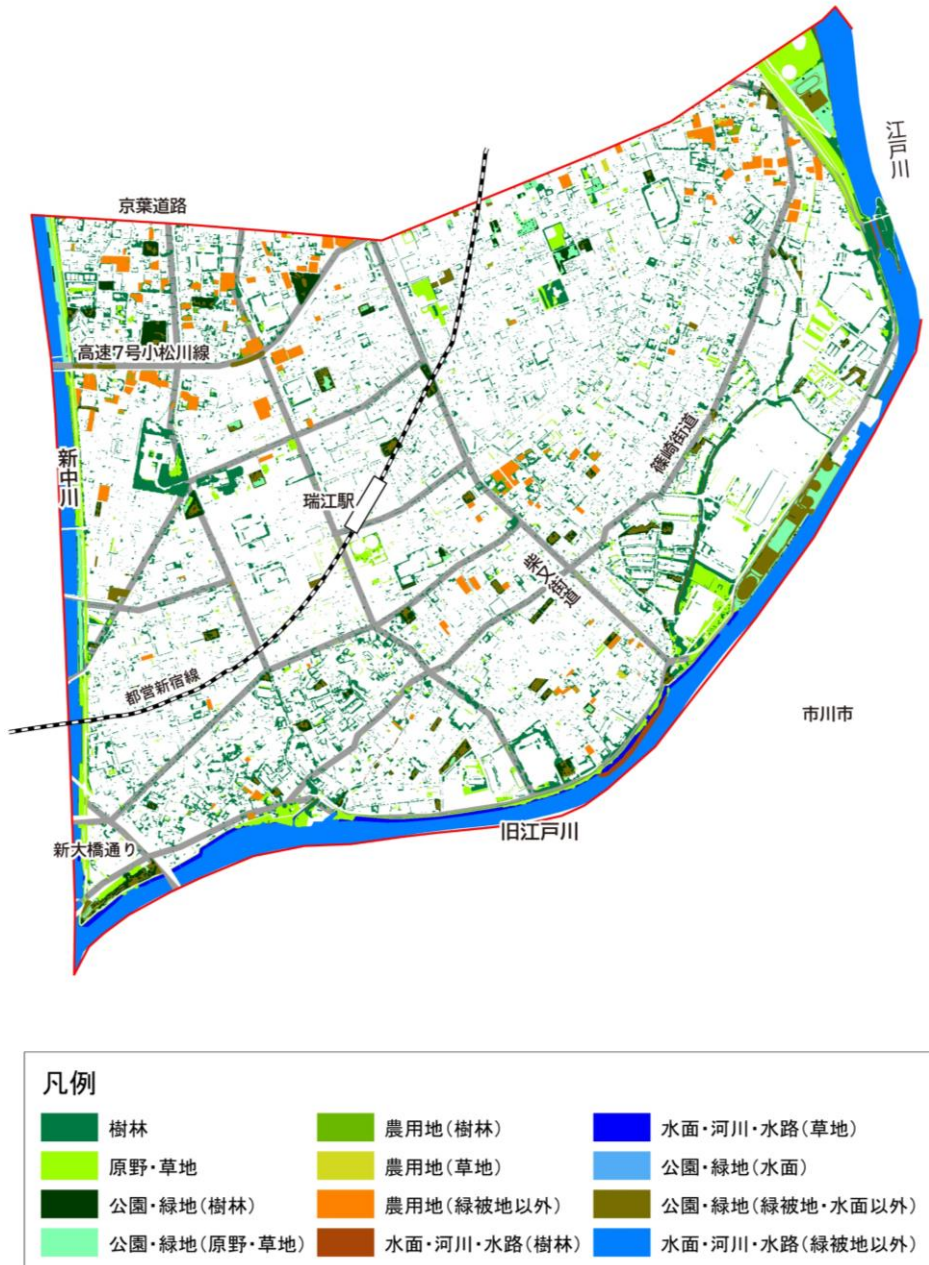 江戸川
京葉道路
高速7号小松川線
新中川
篠崎街道
瑞江駅
柴又街道
都営新宿線
市川市
旧江戸川
新大橋通り
凡例
樹林
農用地(樹林)
水面・河川・水路(草地)
原野・草地
農用地(草地)
公園・緑地(水面)
公園・緑地(樹林)
農用地(緑被地以外)
公園・緑地(緑被地・水面以外)
公園・緑地(原野・草地)
水面・河川・水路(樹林)
水面・河川・水路(緑被地以外)